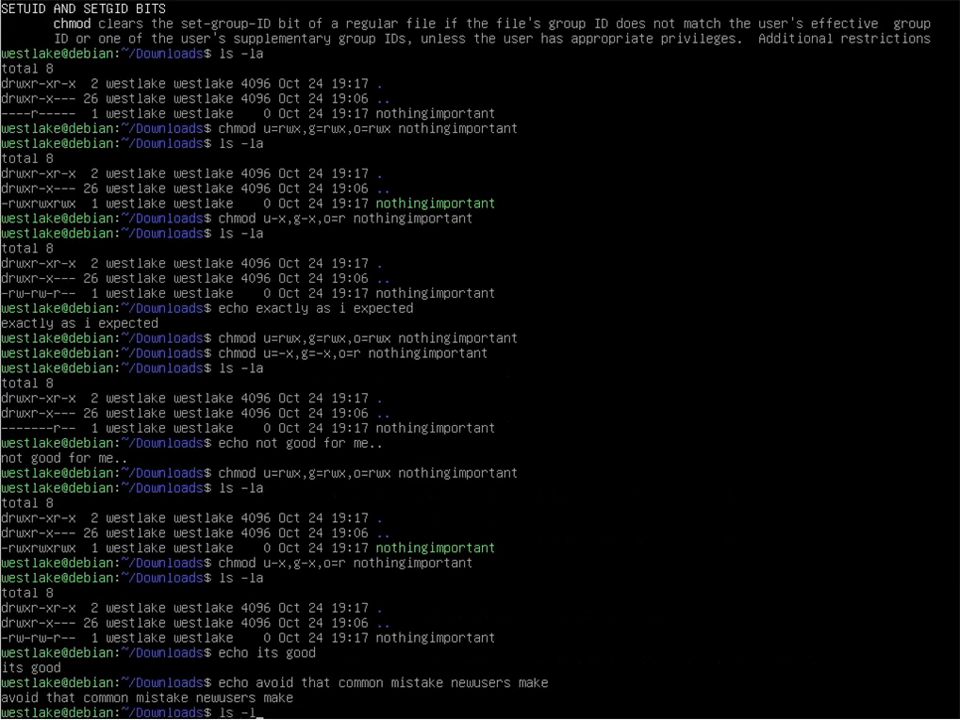 SETUID AND SETGID BITS
chmod clears the set-group-ID bit of a regular file if the file's group ID does not match the user's effective  group
ID or one of the user's supplementary group IDs, unless the user has appropriate privileges.  Additional restrictions
westlake@debian:~/Downloads$ ls -la
total 8
drwxr-xr-x  2 westlake westlake 4096 Oct 24 19:17 .
drwxr-x--- 26 westlake westlake 4096 Oct 24 19:06 ..
----r-----  1 westlake westlake    0 Oct 24 19:17 nothingimportant
westlake@debian:~/Downloads$ chmod u=rwx,g=rwx,o=rwx nothingimportant
westlake@debian:~/Downloads$ ls -la
total 8
drwxr-xr-x  2 westlake westlake 4096 Oct 24 19:17 .
drwxr-x--- 26 westlake westlake 4096 Oct 24 19:06 ..
-rwxrwxrwx  1 westlake westlake    0 Oct 24 19:17 nothingimportant
westlake@debian:~/Downloads$ chmod u-x,g-x,o=r nothingimportant
westlake@debian:~/Downloads$ ls -la
total 8
drwxr-xr-x  2 westlake westlake 4096 Oct 24 19:17 .
drwxr-x--- 26 westlake westlake 4096 Oct 24 19:06 ..
-rw-rw-r--  1 westlake westlake    0 Oct 24 19:17 nothingimportant
westlake@debian:~/Downloads$ echo exactly as i expected
exactly as i expected
westlake@debian:~/Downloads$ chmod u=rwx,g=rwx,o=rwx nothingimportant
westlake@debian:~/Downloads$ chmod u=-x,g=-x,o=r nothingimportant
westlake@debian:~/Downloads$ ls -la
total 8
drwxr-xr-x  2 westlake westlake 4096 Oct 24 19:17 .
drwxr-x--- 26 westlake westlake 4096 Oct 24 19:06 ..
-------r--  1 westlake westlake    0 Oct 24 19:17 nothingimportant
westlake@debian:~/Downloads$ echo not good for me..
not good for me..
westlake@debian:~/Downloads$ chmod u=rwx,g=rwx,o=rwx nothingimportant
westlake@debian:~/Downloads$ ls -la
total 8
drwxr-xr-x  2 westlake westlake 4096 Oct 24 19:17 .
drwxr-x--- 26 westlake westlake 4096 Oct 24 19:06 ..
-rwxrwxrwx  1 westlake westlake    0 Oct 24 19:17 nothingimportant
westlake@debian:~/Downloads$ chmod u-x,g-x,o=r nothingimportant
westlake@debian:~/Downloads$ ls -la
total 8
drwxr-xr-x  2 westlake westlake 4096 Oct 24 19:17 .
drwxr-x--- 26 westlake westlake 4096 Oct 24 19:06 ..
-rw-rw-r--  1 westlake westlake    0 Oct 24 19:17 nothingimportant
westlake@debian:~/Downloads$ echo its good
its good
westlake@debian:~/Downloads$ echo avoid that common mistake newusers make
avoid that common mistake newusers make
westlake@debian:~/Downloads$ ls -l_